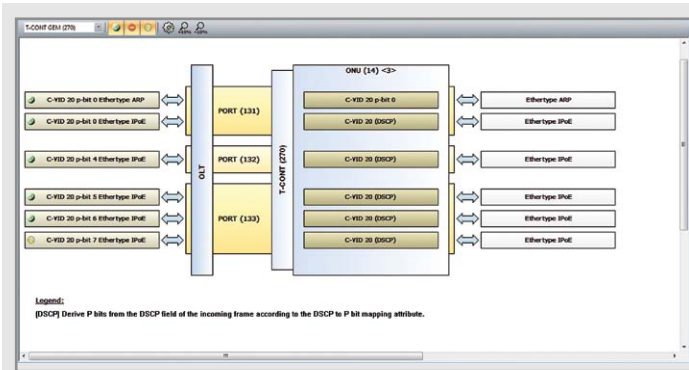 T-CONT GEM (270)
ONU (14) <3>
C-VID 20 p-bit 0 Ethertype ARP
PORT (131)
C-VID 20 p-bit 0
Ethertype ARP
C-VID 20 p-bit 0 Ethertype IPoE
C-VID 20 (DSCP)
Ethertype IPoE
C-VID 20 p-bit 4 Ethertype IPoE
OLT
PORT (132)
T-CONT (270)
C-VID 20 (DSCP)
Ethertype IPoE
C-VID 20 p-bit 5 Ethertype IPoE
C-VID 20 (DSCP)
Ethertype IPoE
C-VID 20 p-bit 6 Ethertype IPoE
PORT (133)
C-VID 20 (DSCP)
Ethertype IPoE
C-VID 20 p-bit 7 Ethertype IPoE
C-VID 20 (DSCP)
Ethertype IPoE
Legend:
(DSCP) Derive P bits from the DSCP field of the incoming frame according to the DSCP to P bit mapping attribute.